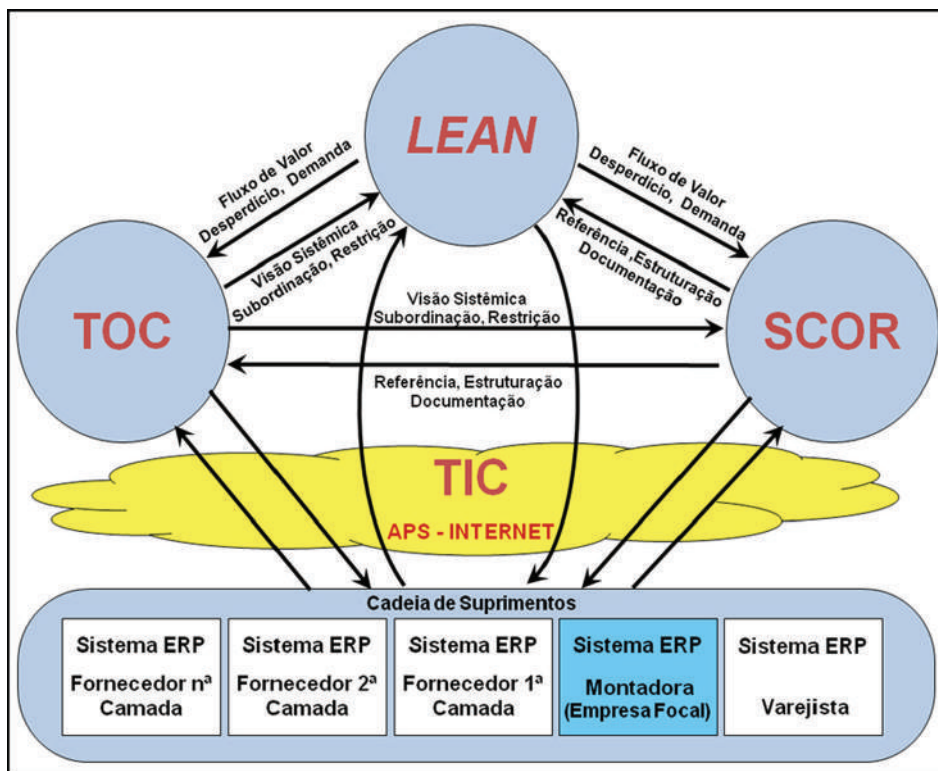 LEAN
Fluxo de Valor
Desperdício, Demanda
Visão Sistêmica
Subordinação, Restrição
Fluxo de Valor
Desperdício, Demanda
Referência ,Estruturação
Documentação
TOC
Visão Sistêmica
Subordinação, Restrição
SCOR
Referência, Estruturação
Documentação
TIC
APS - INTERNET
Cadeia de Suprimentos
Sistema ERP
Fornecedor nª
Camada
Sistema ERP
Fornecedor 2ª
Camada
Sistema ERP
Fornecedor 1ª
Camada
Sistema ERP
Montadora
(Empresa Focal)
Sistema ERP
Varejista